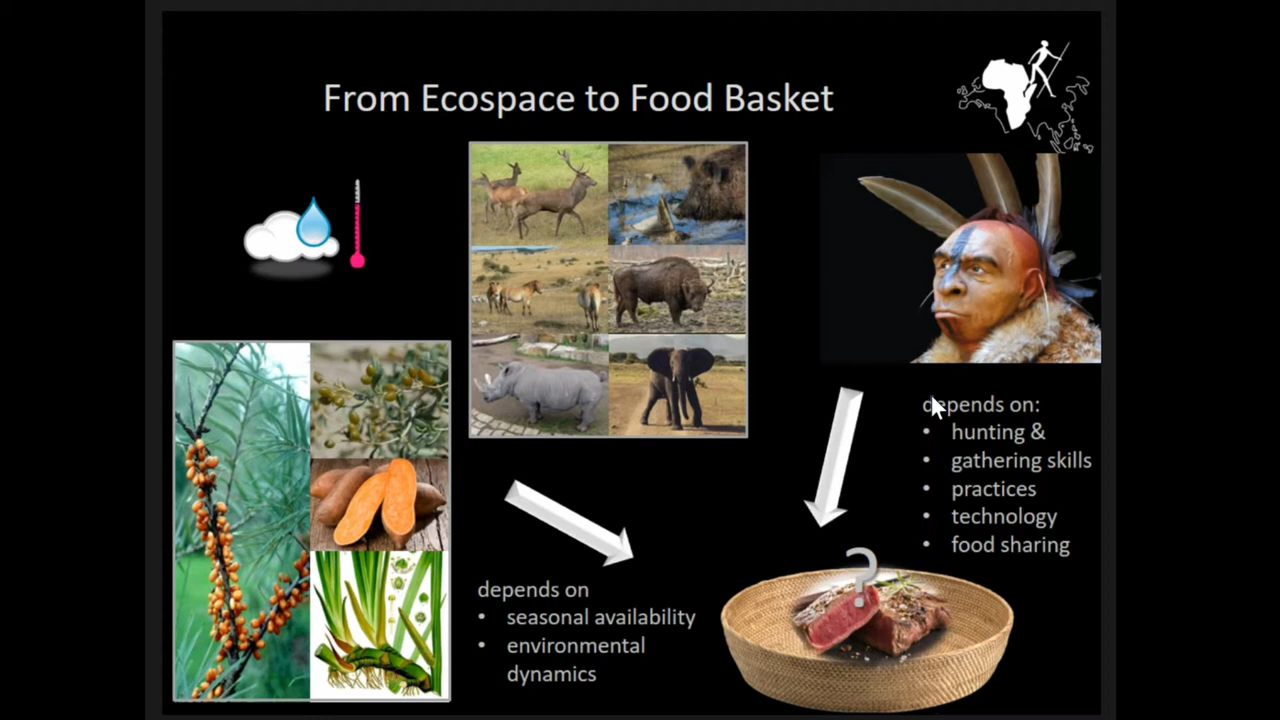 From Ecospace to Food Basket
depends on:
• hunting &
• gathering skills
• practices
• technology
• food sharing
?
depends on
• seasonal availability
• environmental
dynamics